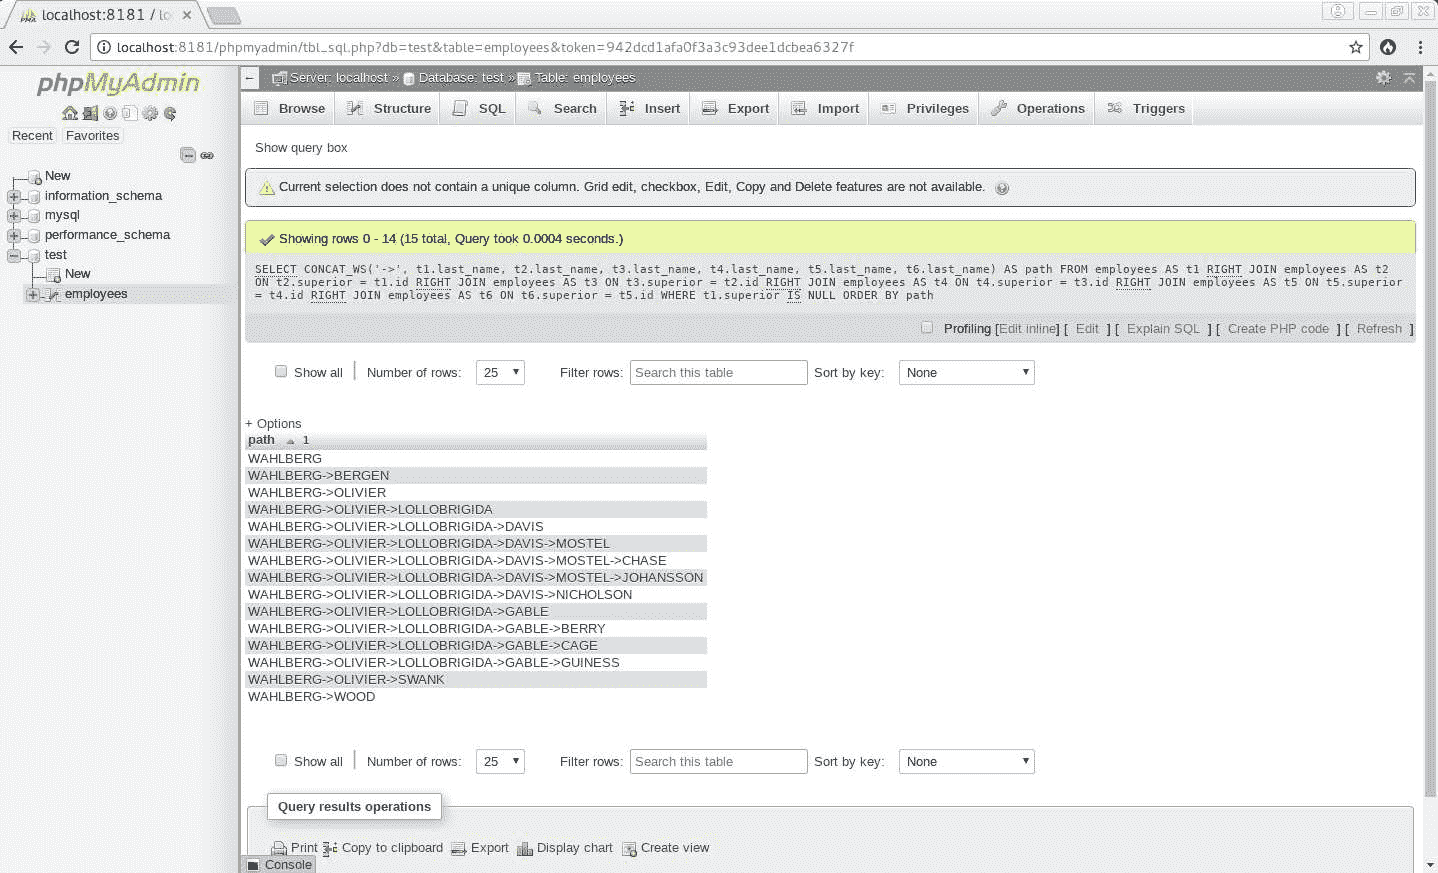 localhost:8181 / lo
localhost:8181/phpmyadmin/tbl_sql.php?db=test&table=employees&token=942dcd1afa0f3a3c93dee1dcbea6327f
phpMyAdmin
Recent Favorites
New
information_schema
mysql
performance_schema
test
New
employees
Server: localhost » Database: test » Table: employees
Browse Structure SQL Search Insert Export Import Privileges Operations Triggers
Show query box
Current selection does not contain a unique column. Grid edit, checkbox, Edit, Copy and Delete features are not available.
Showing rows 0 - 14 (15 total, Query took 0.0004 seconds.)
SELECT CONCAT_WS('->', t1.last_name, t2.last_name, t3.last_name, t4.last_name, t5.last_name, t6.last_name) AS path FROM employees AS t1 RIGHT JOIN employees AS t2
ON t2.superior = t1.id RIGHT JOIN employees AS t3 ON t3.superior = t2.id RIGHT JOIN employees AS t4 ON t4.superior = t3.id RIGHT JOIN employees AS t5 ON t5.superior
= t4.id RIGHT JOIN employees AS t6 ON t6.superior = t5.id WHERE t1.superior IS NULL ORDER BY path
Profiling [Edit inline] [ Edit ] [ Explain SQL ] [ Create PHP code ] [ Refresh ]
Show all Number of rows: 25 Filter rows: Search this table Sort by key: None
+ Options
path 1
WAHLBERG
WAHLBERG->BERGEN
WAHLBERG->OLIVIER
WAHLBERG->OLIVIER->LOLLOBRIGIDA
WAHLBERG->OLIVIER->LOLLOBRIGIDA->DAVIS
WAHLBERG->OLIVIER->LOLLOBRIGIDA->DAVIS->MOSTEL
WAHLBERG->OLIVIER->LOLLOBRIGIDA->DAVIS->MOSTEL->CHASE
WAHLBERG->OLIVIER->LOLLOBRIGIDA->DAVIS->MOSTEL->JOHANSSON
WAHLBERG->OLIVIER->LOLLOBRIGIDA->DAVIS->NICHOLSON
WAHLBERG->OLIVIER->LOLLOBRIGIDA->GABLE
WAHLBERG->OLIVIER->LOLLOBRIGIDA->GABLE->BERRY
WAHLBERG->OLIVIER->LOLLOBRIGIDA->GABLE->CAGE
WAHLBERG->OLIVIER->LOLLOBRIGIDA->GABLE->GUINESS
WAHLBERG->OLIVIER->SWANK
WAHLBERG->WOOD
Show all Number of rows: 25 Filter rows: Search this table Sort by key: None
Query results operations
Print Copy to clipboard Export Display chart Create view
Console